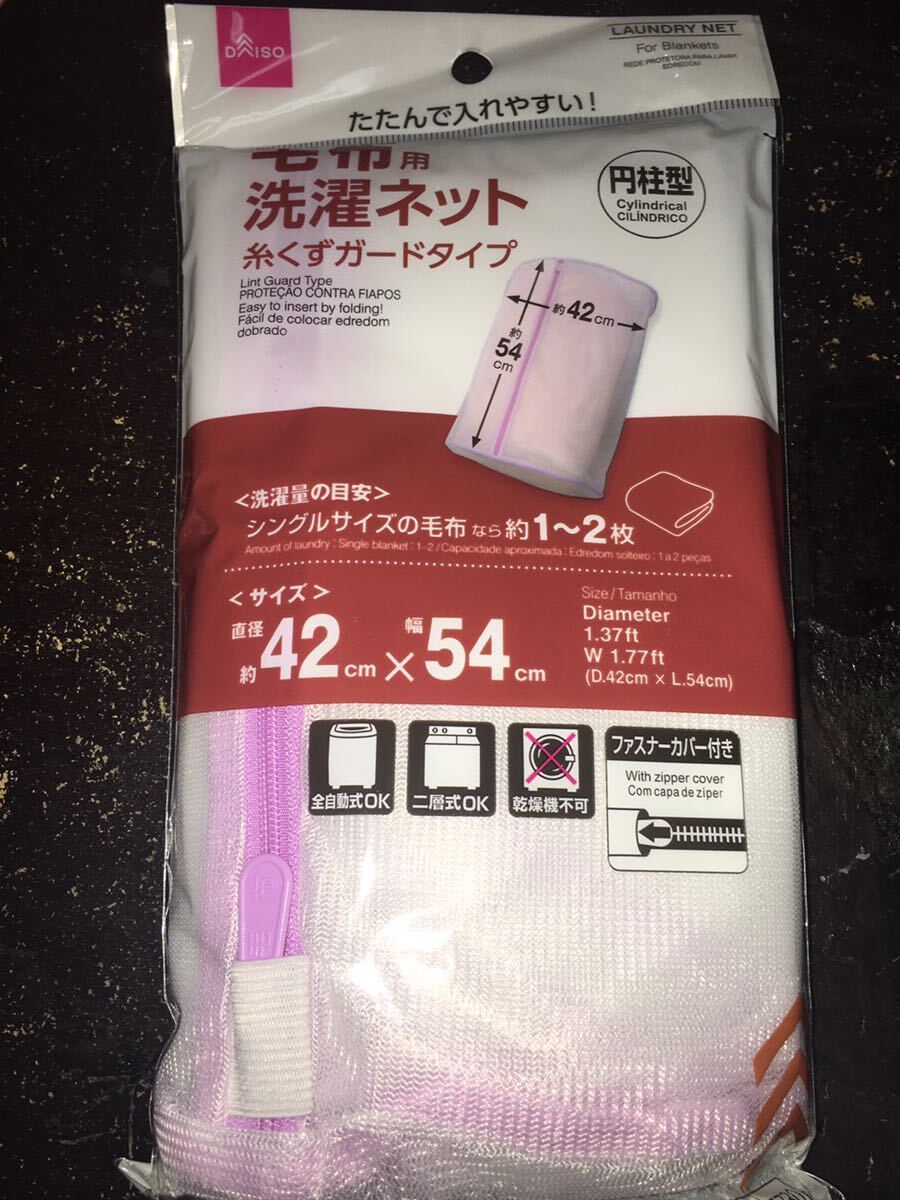 DAISO
LAUNDRY NET
For Blankets
REDE PROTETORA PARA LAVAR
EDREDOM
たたんで入れやすい!
毛布用
洗濯ネット
糸くずガードタイプ
Lint Guard Type
PROTEÇÃO CONTRA FIAPOS
Easy to insert by folding!
Fácil de colocar edredom
dobrado
円柱型
Cylindrical
CILÍNDRICO
約42cm
約54cm
<洗濯量の目安>
シングルサイズの毛布なら約1~2枚
Amount of laundry : Single blanket : 1-2 / Capacidade aproximada : Edredom solteiro : 1 a 2 peças
<サイズ>
直径約42cm×幅54cm
Size/Tamanho
Diameter
1.37ft
W 1.77ft
(D.42cm × L.54cm)
全自動式OK
二層式OK
乾燥機不可
ファスナーカバー付き
With zipper cover
Com capa de ziper